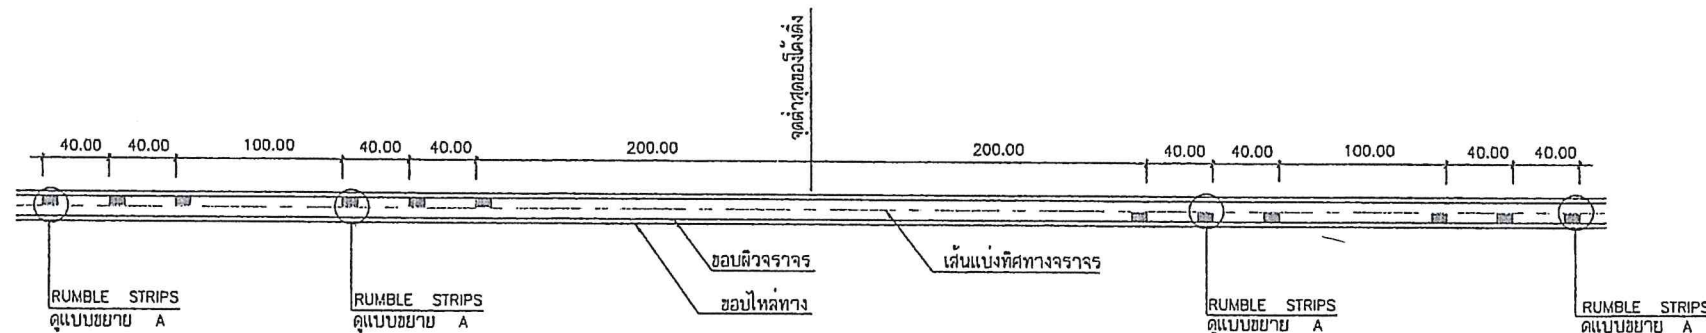 จุดต่ำสุดของโค้งดิ่ง
40.00 40.00 100.00 40.00 40.00 200.00 200.00 40.00 40.00 100.00 40.00 40.00
ขอบผิวจราจร
เส้นแบ่งทิศทางจราจร
ขอบไหล่ทาง
RUMBLE STRIPS
ดูแบบขยาย A
RUMBLE STRIPS
ดูแบบขยาย A
RUMBLE STRIPS
ดูแบบขยาย A
RUMBLE STRIPS
ดูแบบขยาย A